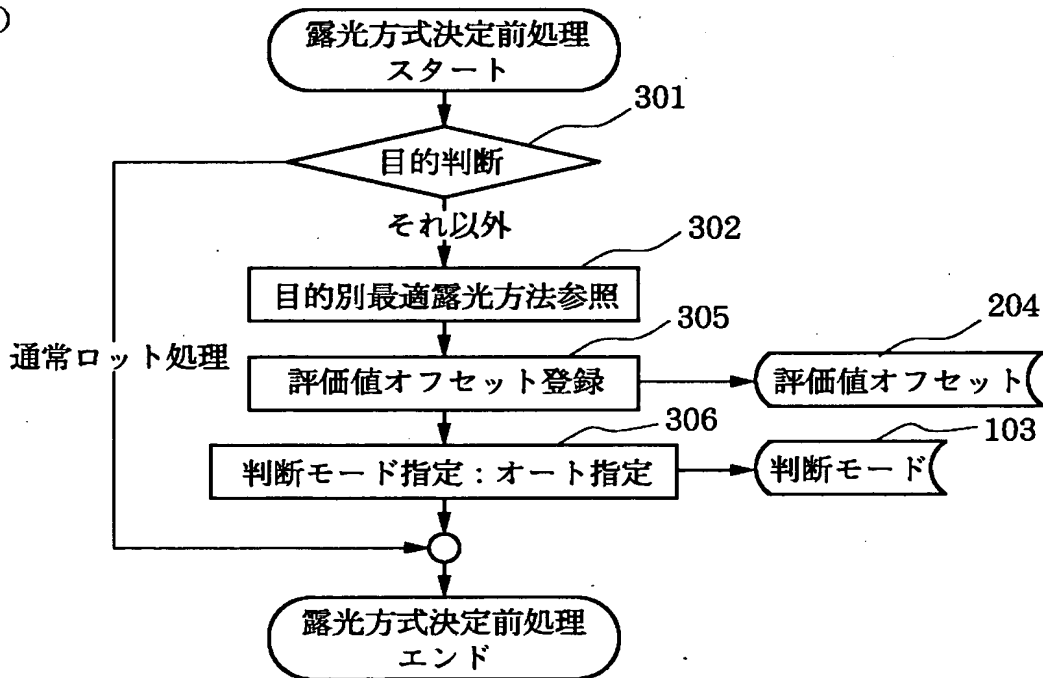 )
露光方式決定前処理
スタート
301
目的判断
それ以外
302
目的別最適露光方法参照
305
204
通常ロット処理
評価値オフセット登録
評価値オフセット
306
103
判断モード指定：オート指定
判断モード
露光方式決定前処理
エンド